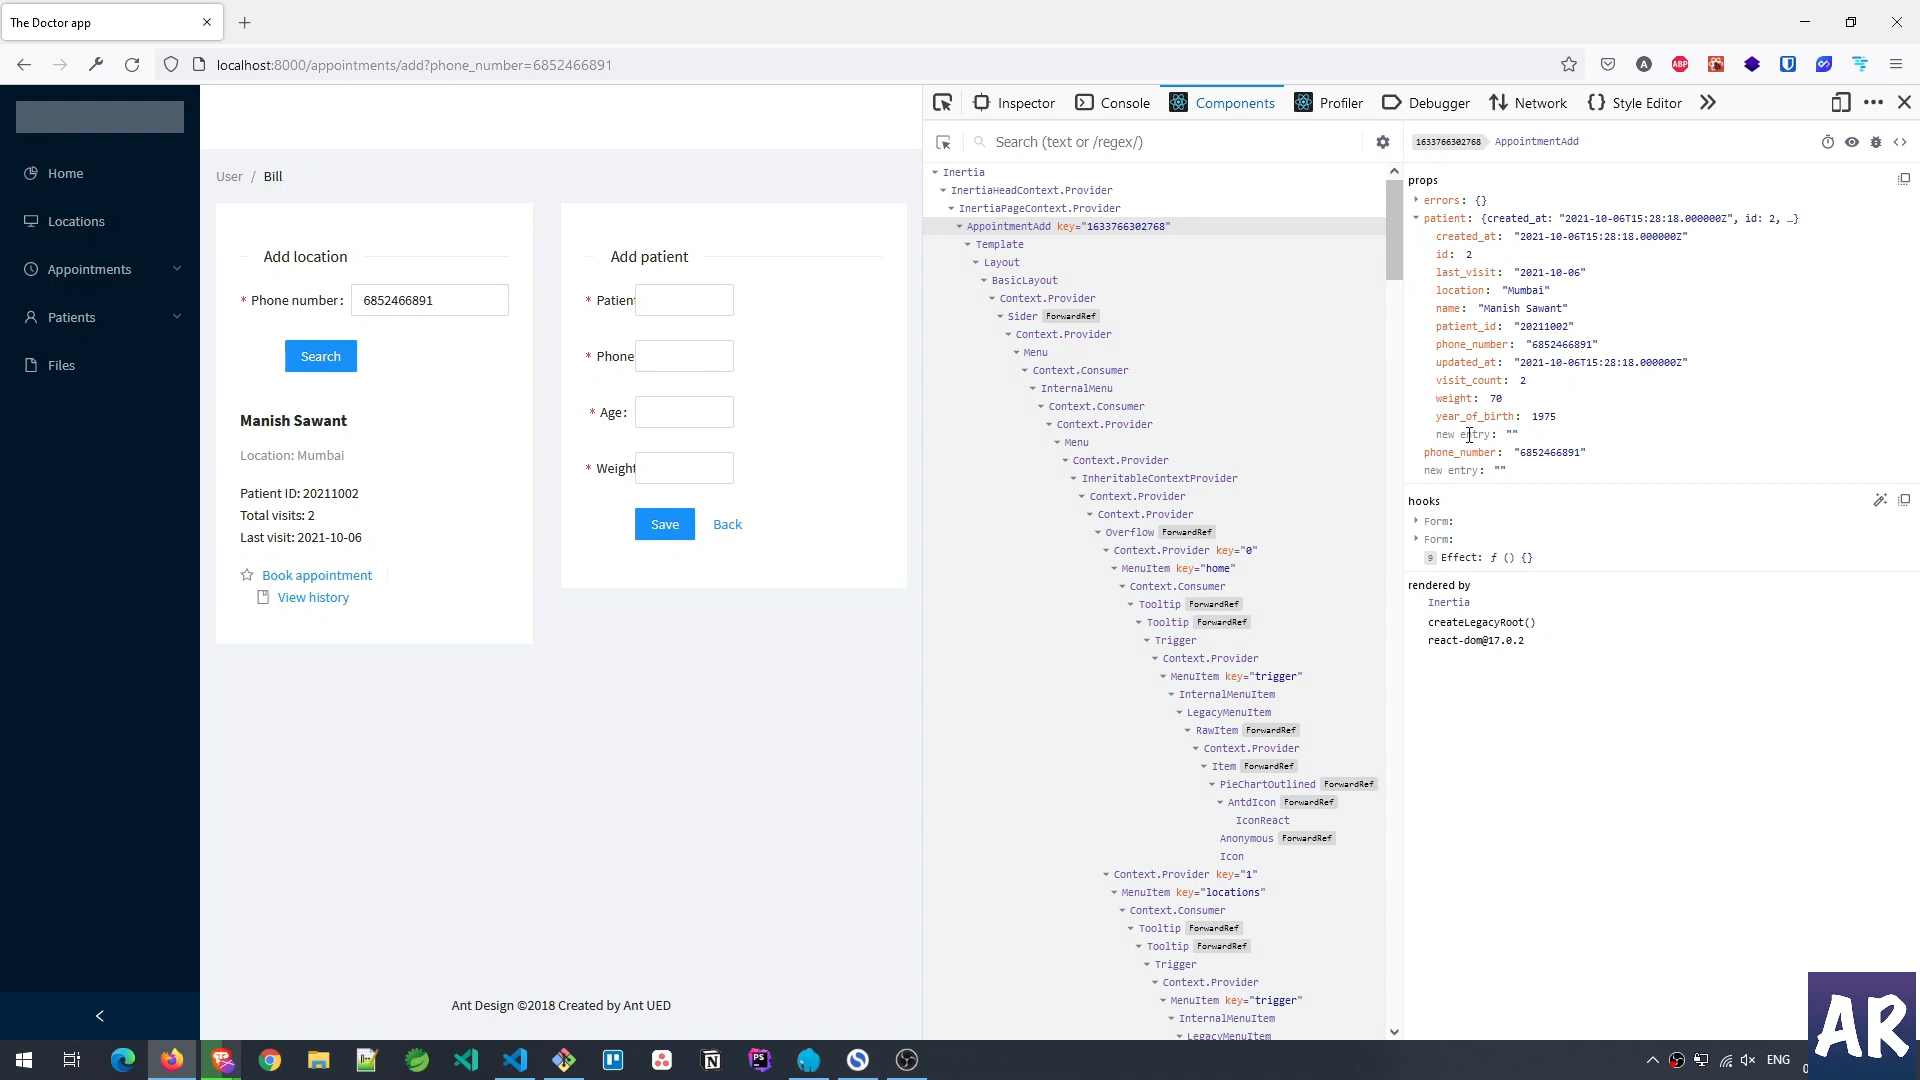 The Doctor app
localhost:8000/appointments/add?phone_number=6852466891
A
ABP
Home
Locations
Appointments
Patients
Files
User / Bill
Add location
* Phone number: 6852466891
Search
Manish Sawant
Location: Mumbai
Patient ID: 20211002
Total visits: 2
Last visit: 2021-10-06
Book appointment
View history
Add patient
* Patient
* Phone
* Age:
* Weight
Save Back
Ant Design ©2018 Created by Ant UED
Inspector Console Components Profiler Debugger Network {} Style Editor
Search (text or /regex/)
Inertia
InertiaHeadContext.Provider
InertiaPageContext.Provider
AppointmentAdd key="1633766302768"
Template
Layout
BasicLayout
Context.Provider
Sider ForwardRef
Context.Provider
Menu
Context.Consumer
InternalMenu
Context.Consumer
Context.Provider
Menu
Context.Provider
InheritableContextProvider
Context.Provider
Context.Provider
Overflow ForwardRef
Context.Provider key="0"
MenuItem key="home"
Context.Consumer
Tooltip ForwardRef
Tooltip ForwardRef
Trigger
Context.Provider
MenuItem key="trigger"
InternalMenuItem
LegacyMenuItem
RawItem ForwardRef
Context.Provider
Item ForwardRef
PieChartOutlined ForwardRef
AntdIcon ForwardRef
IconReact
Anonymous ForwardRef
Icon
Context.Provider key="1"
MenuItem key="locations"
Context.Consumer
Tooltip ForwardRef
Tooltip ForwardRef
Trigger
Context.Provider
MenuItem key="trigger"
InternalMenuItem
LegacyMenuItem
1633766302768 AppointmentAdd
props
errors: {}
patient: {created_at: "2021-10-06T15:28:18.000000Z", id: 2, …}
created_at: "2021-10-06T15:28:18.000000Z"
id: 2
last_visit: "2021-10-06"
location: "Mumbai"
name: "Manish Sawant"
patient_id: "20211002"
phone_number: "6852466891"
updated_at: "2021-10-06T15:28:18.000000Z"
visit_count: 2
weight: 70
year_of_birth: 1975
new entry: ""
phone_number: "6852466891"
new entry: ""
hooks
Form:
Form:
9 Effect: ƒ () {}
rendered by
Inertia
createLegacyRoot()
react-dom@17.0.2
ENG
AR